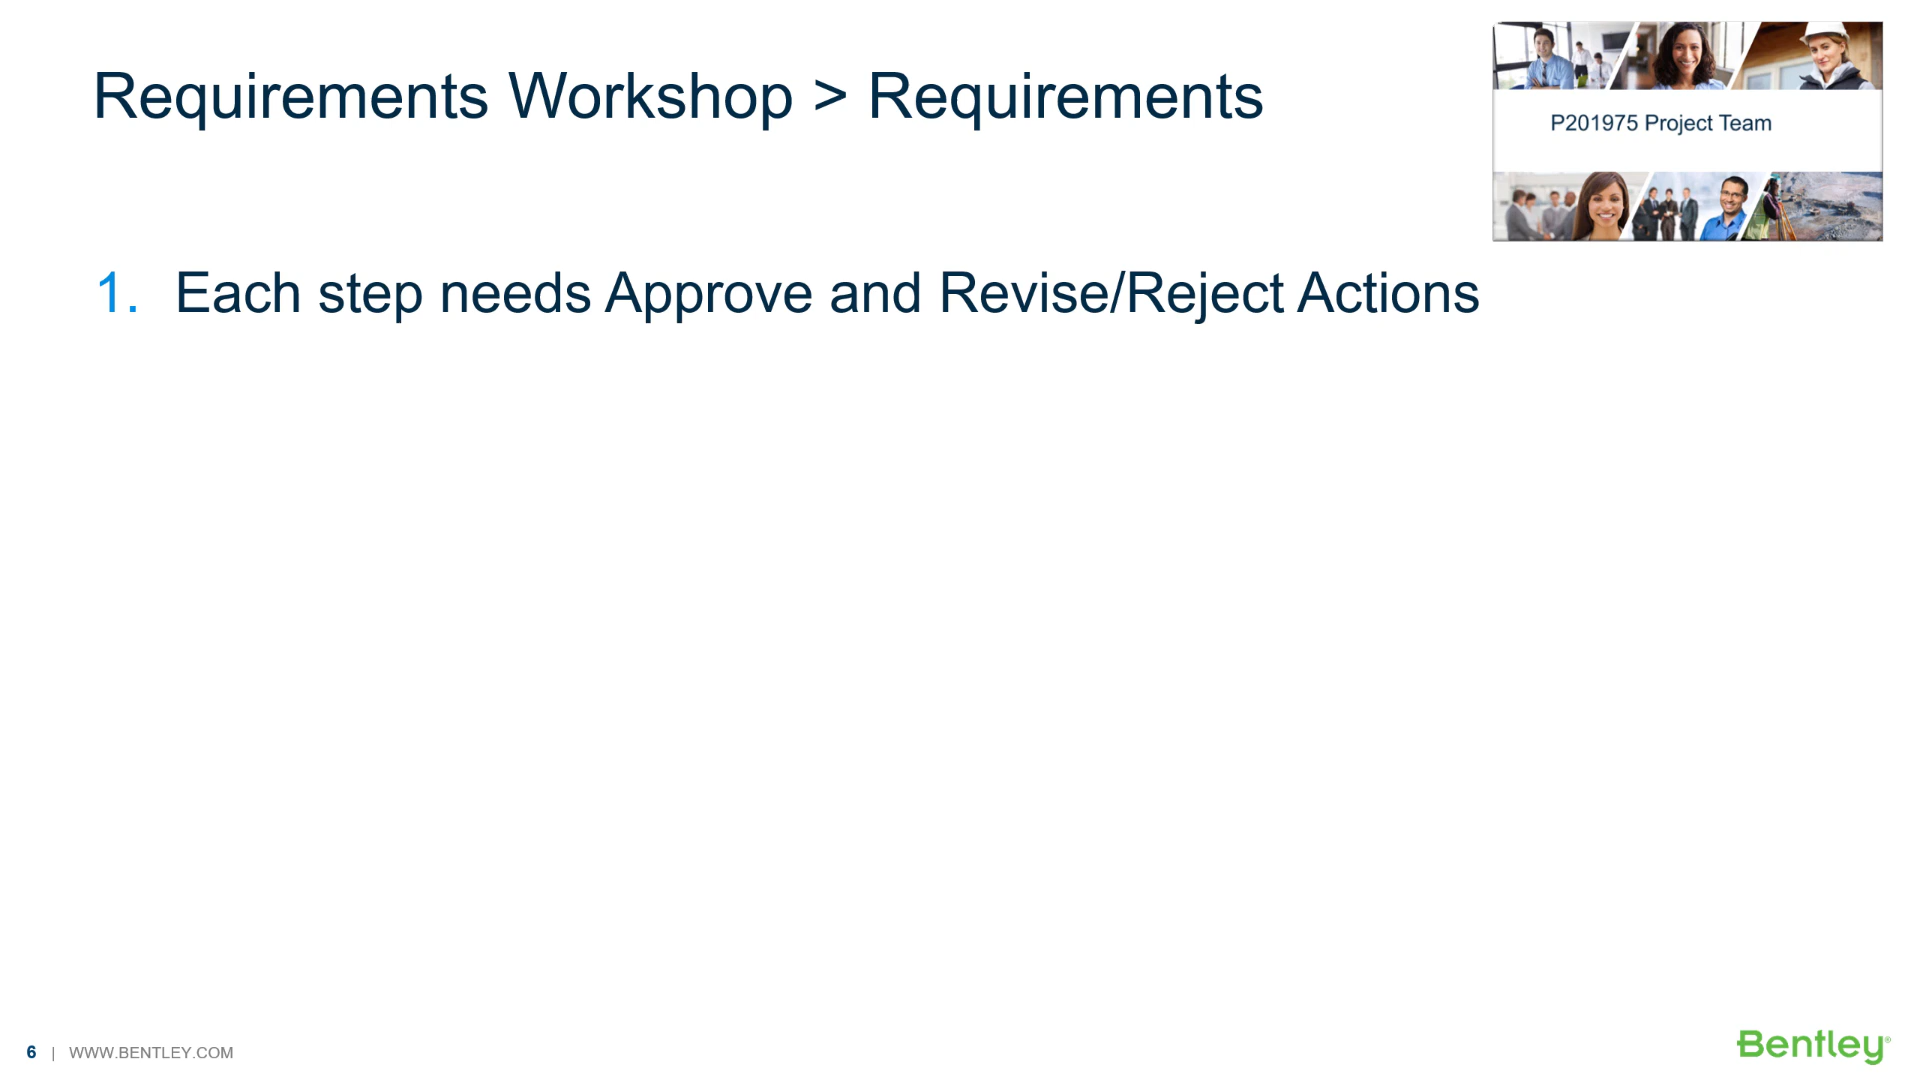 Requirements Workshop > Requirements
P201975 Project Team
1. Each step needs Approve and Revise/Reject Actions
6 | WWW.BENTLEY.COM
Bentley®